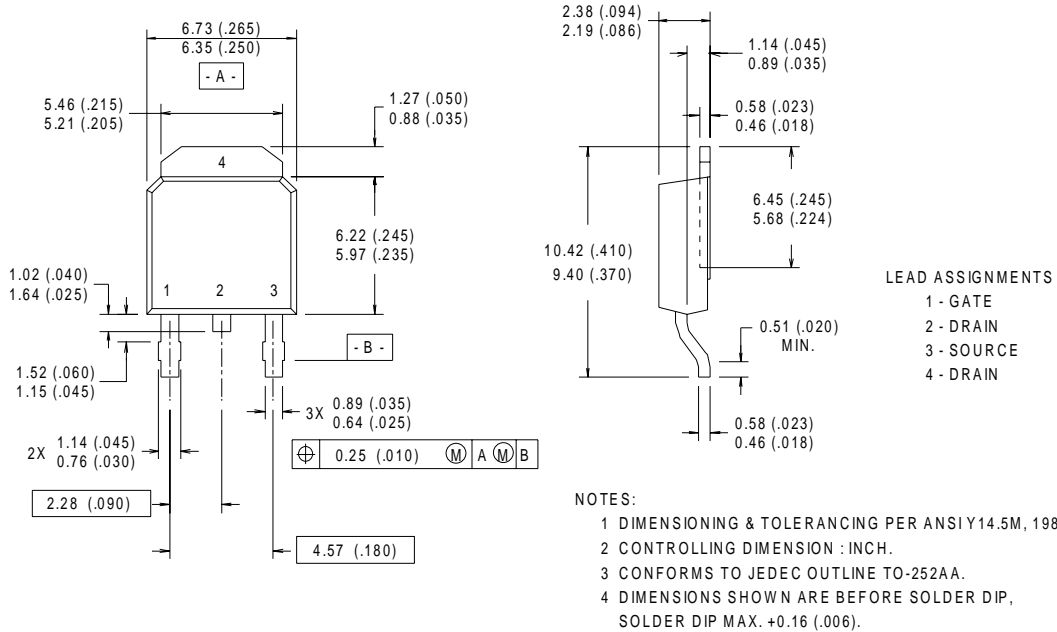 6.73 (.265)
6.35 (.250)
- A -
5.46 (.215)
5.21 (.205)
1.27 (.050)
0.88 (.035)
4
6.22 (.245)
5.97 (.235)
1.02 (.040)
1.64 (.025)
1 2 3
- B -
1.52 (.060)
1.15 (.045)
3X 0.89 (.035)
0.64 (.025)
2X 1.14 (.045)
0.76 (.030)
⌖ 0.25 (.010) Ⓜ A Ⓜ B
2.28 (.090)
4.57 (.180)
2.38 (.094)
2.19 (.086)
1.14 (.045)
0.89 (.035)
0.58 (.023)
0.46 (.018)
6.45 (.245)
5.68 (.224)
10.42 (.410)
9.40 (.370)
0.51 (.020)
MIN.
0.58 (.023)
0.46 (.018)
LEAD ASSIGNMENTS
1 - GATE
2 - DRAIN
3 - SOURCE
4 - DRAIN
NOTES:
1 DIMENSIONING & TOLERANCING PER ANSI Y14.5M, 198
2 CONTROLLING DIMENSION : INCH.
3 CONFORMS TO JEDEC OUTLINE TO-252AA.
4 DIMENSIONS SHOWN ARE BEFORE SOLDER DIP,
SOLDER DIP MAX. +0.16 (.006).